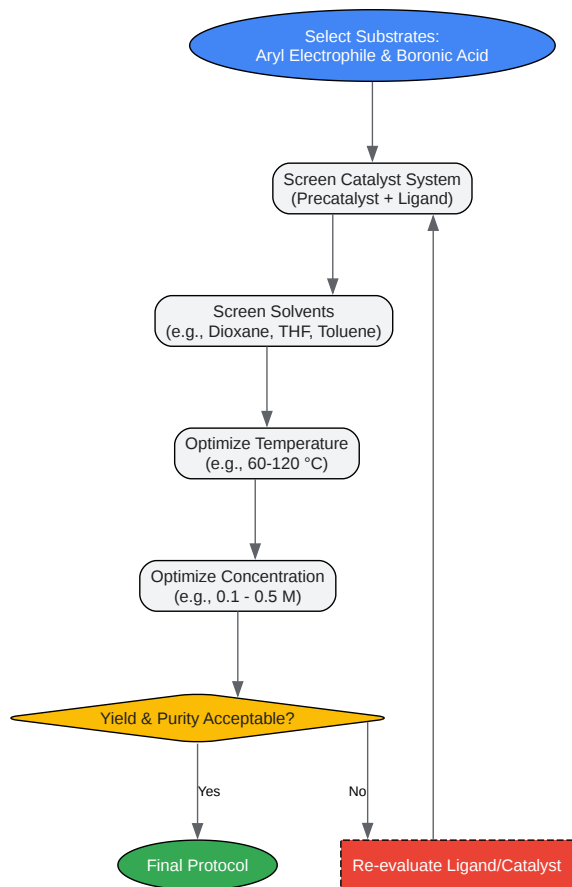 Select Substrates:
Aryl Electrophile & Boronic Acid
Screen Catalyst System
(Precatalyst + Ligand)
Screen Solvents
(e.g., Dioxane, THF, Toluene)
Optimize Temperature
(e.g., 60-120 °C)
Optimize Concentration
(e.g., 0.1 - 0.5 M)
Yield & Purity Acceptable?
Yes
No
Final Protocol
Re-evaluate Ligand/Catalyst